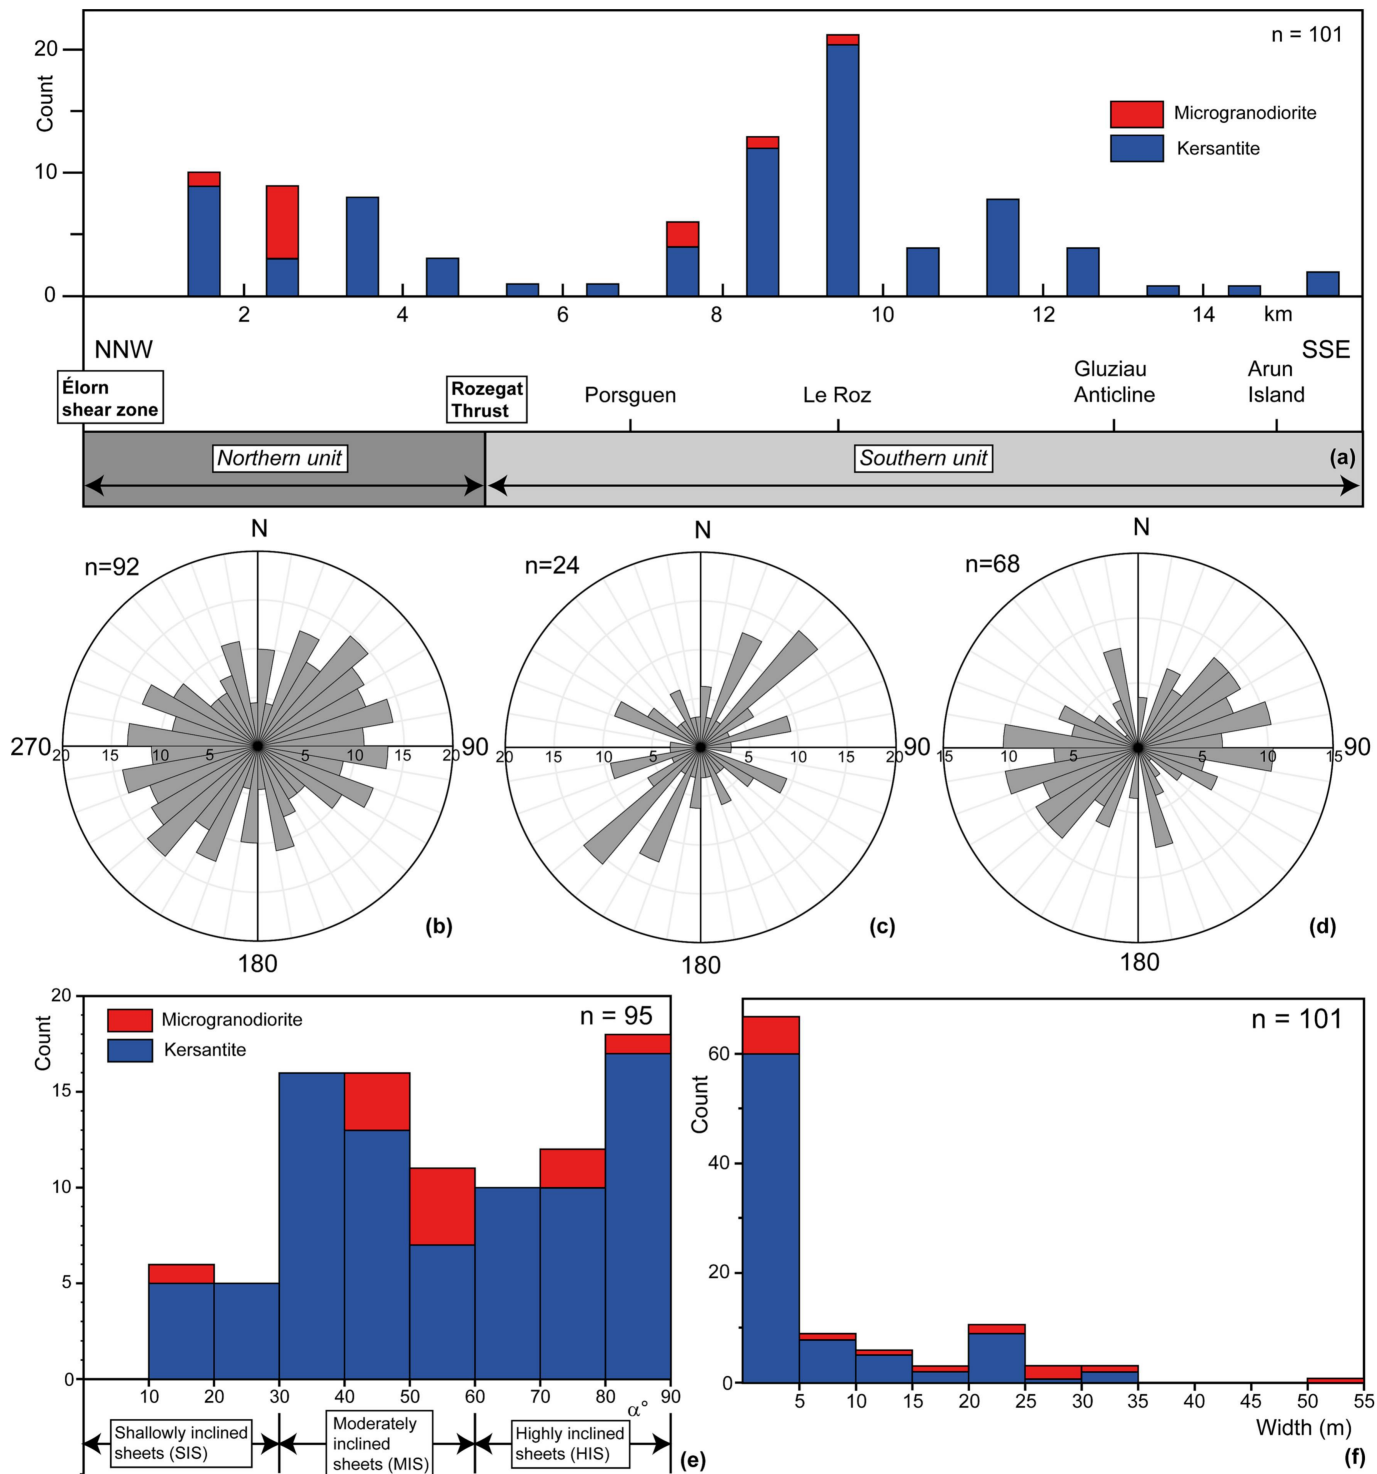 n = 101
20
10
0
Count
Microgranodiorite
Kersantite
2 4 6 8 10 12 14 km
NNW
SSE
Élorn
shear zone
Rozegat
Thrust
Porsguen
Le Roz
Gluziau
Anticline
Arun
Island
Northern unit
Southern unit
(a)
N
n=92
270
20 15 10 5 5 10 15 20
90
180
(b)
N
n=24
20 15 10 5 5 10 15 20
90
180
(c)
N
n=68
15 10 5 5 10 15
90
180
(d)
20
15
10
5
0
Count
Microgranodiorite
Kersantite
n = 95
10 20 30 40 50 60 70 80 90
α°
Shallowly inclined
sheets (SIS)
Moderately
inclined
sheets (MIS)
Highly inclined
sheets (HIS)
(e)
n = 101
60
40
20
0
Count
5 10 15 20 25 30 35 40 45 50 55
Width (m)
(f)